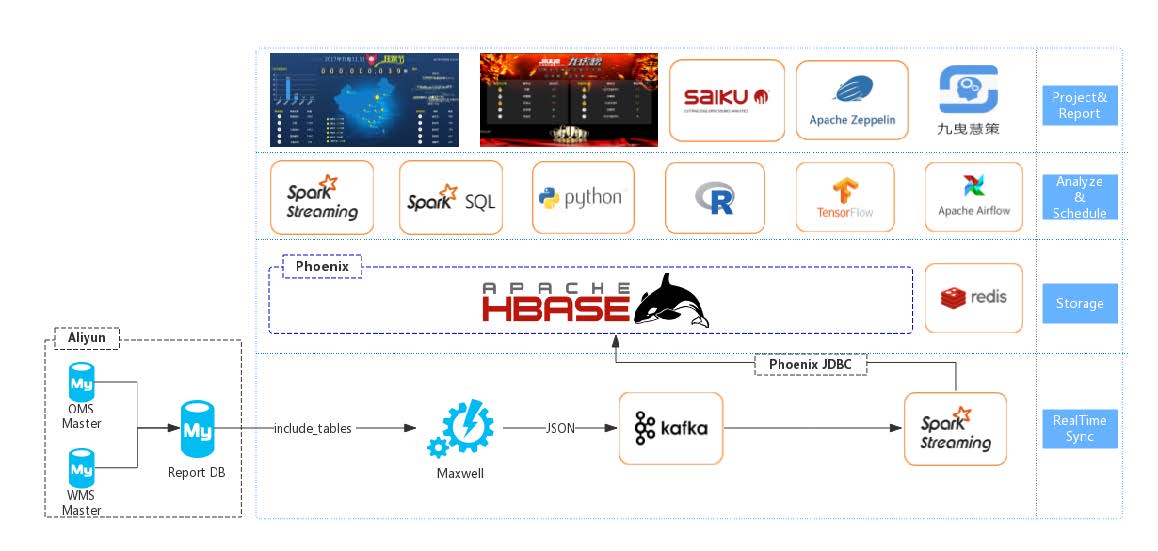 SAIKU
Apache Zeppelin
九曳慧策
Project&
Report
Spark
Streaming
Spark SQL
python
R
TensorFlow
Apache Airflow
Analyze
&
Schedule
Phoenix
APACHE
HBASE
redis
Storage
Aliyun
My
OMS
Master
My
WMS
Master
My
Report DB
include_tables
Maxwell
JSON
kafka
Phoenix JDBC
Spark
Streaming
RealTime
Sync